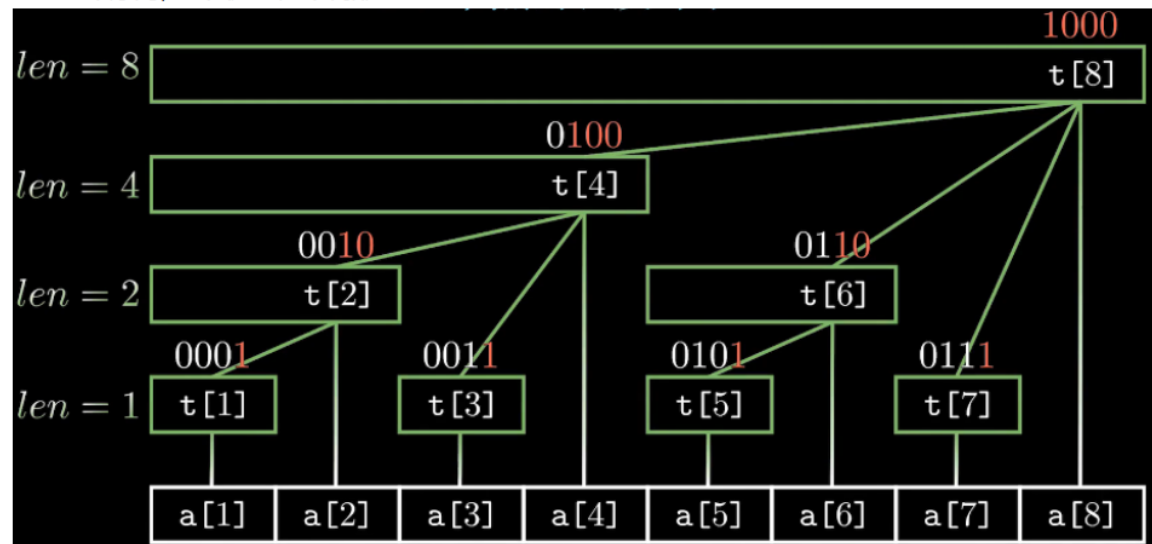 1000
len = 8 t[8]
0100
len = 4 t[4]
0010 0110
len = 2 t[2] t[6]
0001 0011 0101 0111
len = 1 t[1] t[3] t[5] t[7]
a[1] a[2] a[3] a[4] a[5] a[6] a[7] a[8]